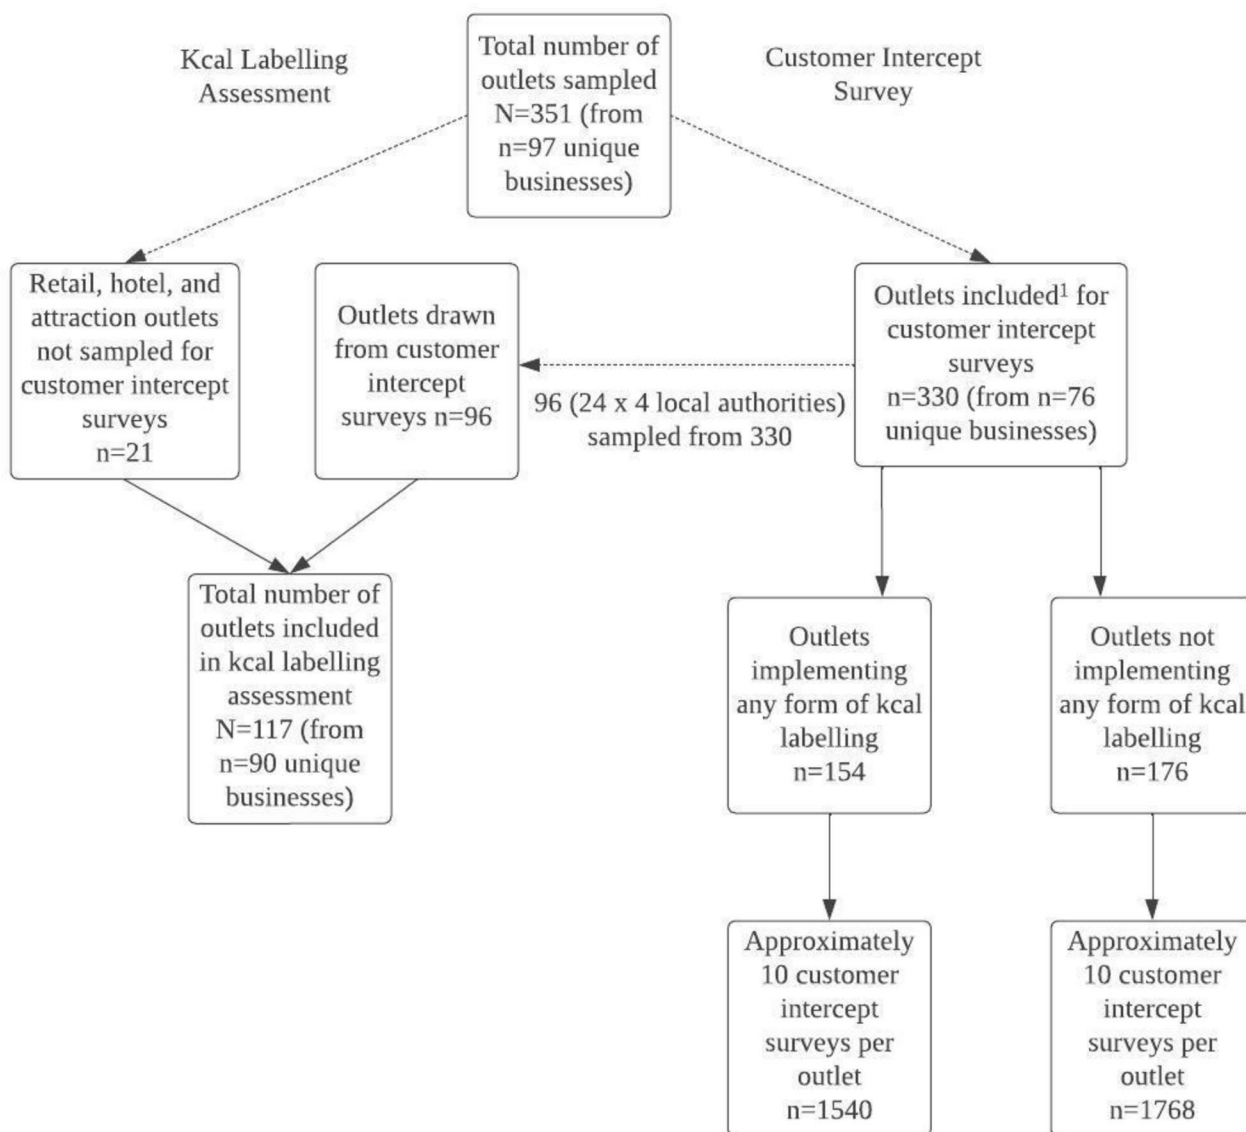 Kcal Labelling
Assessment
Total number of
outlets sampled
N=351 (from
n=97 unique
businesses)
Customer Intercept
Survey
Retail, hotel, and
attraction outlets
not sampled for
customer intercept
surveys
n=21
Outlets drawn
from customer
intercept
surveys n=96
96 (24 x 4 local authorities)
sampled from 330
Outlets included¹ for
customer intercept
surveys
n=330 (from n=76
unique businesses)
Total number of
outlets included
in kcal labelling
assessment
N=117 (from
n=90 unique
businesses)
Outlets
implementing
any form of kcal
labelling
n=154
Outlets not
implementing
any form of kcal
labelling
n=176
Approximately
10 customer
intercept
surveys per
outlet
n=1540
Approximately
10 customer
intercept
surveys per
outlet
n=1768